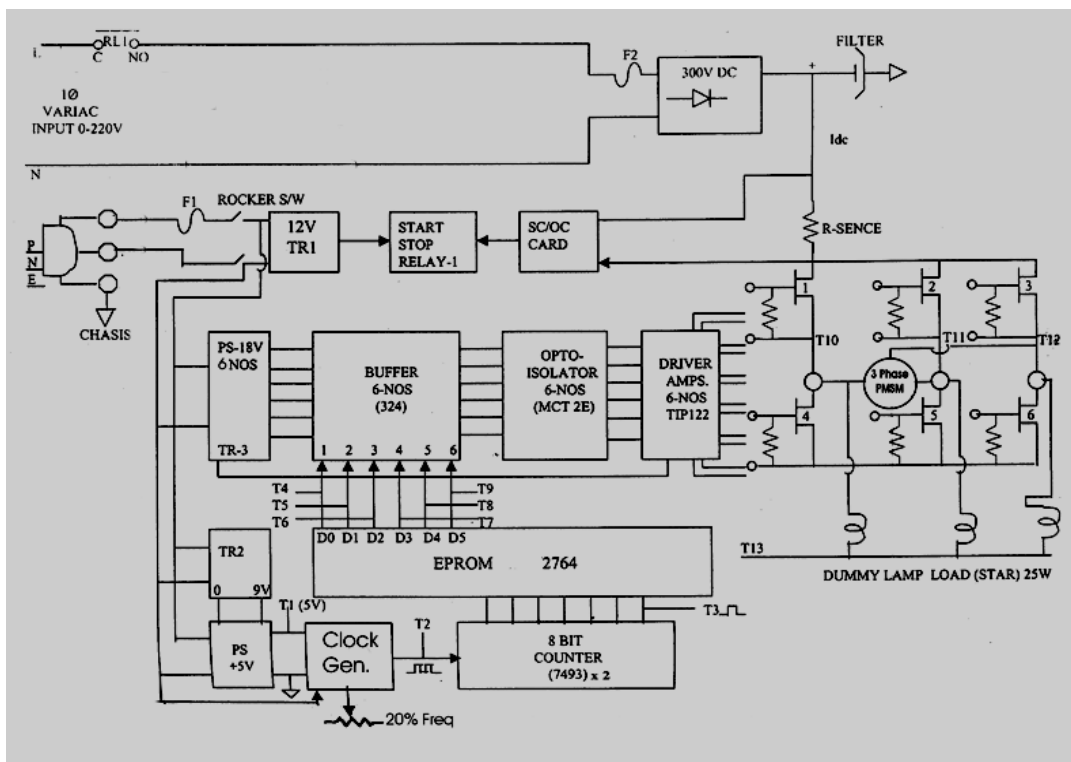 L
RL1
C NO
1Ø
VARIAC
INPUT 0-220V
N
F2
300V DC
+
FILTER
Idc
R-SENCE
F1
ROCKER S/W
P
N
E
CHASIS
12V
TR1
START
STOP
RELAY-1
SC/OC
CARD
PS-18V
6 NOS
TR-3
BUFFER
6-NOS
(324)
1 2 3 4 5 6
OPTO-
ISOLATOR
6-NOS
(MCT 2E)
DRIVER
AMPS.
6-NOS
TIP122
1
2
3
T10
T11
T12
3 Phase
PMSM
4
5
6
T4
T5
T6
T9
T8
T7
D0 D1 D2 D3 D4 D5
EPROM 2764
T13
DUMMY LAMP LOAD (STAR) 25W
TR2
0 9V
T1 (5V)
PS
+5V
Clock
Gen.
T2
T3
8 BIT
COUNTER
(7493) x 2
20% Freq